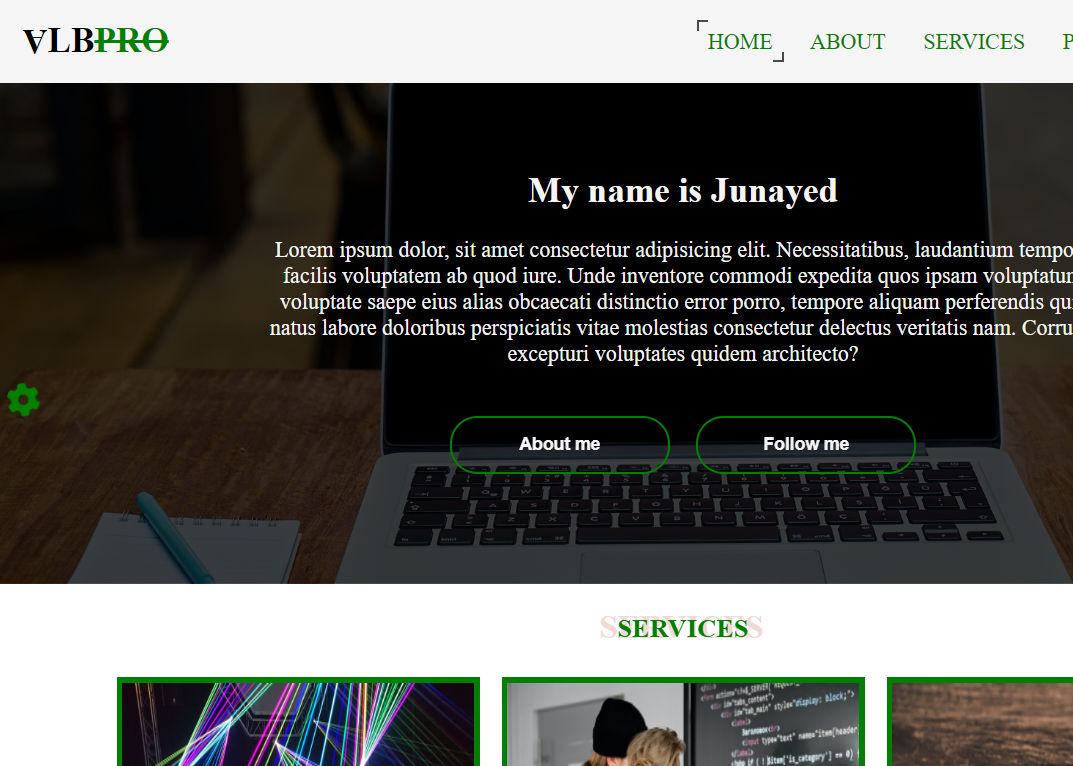 ∀LBPRO
HOME ABOUT SERVICES P
My name is Junayed
Lorem ipsum dolor, sit amet consectetur adipisicing elit. Necessitatibus, laudantium tempo
facilis voluptatem ab quod iure. Unde inventore commodi expedita quos ipsam voluptatum
voluptate saepe eius alias obcaecati distinctio error porro, tempore aliquam perferendis qui
natus labore doloribus perspiciatis vitae molestias consectetur delectus veritatis nam. Corru
excepturi voluptates quidem architecto?
About me Follow me
SERVICES
SERVICES